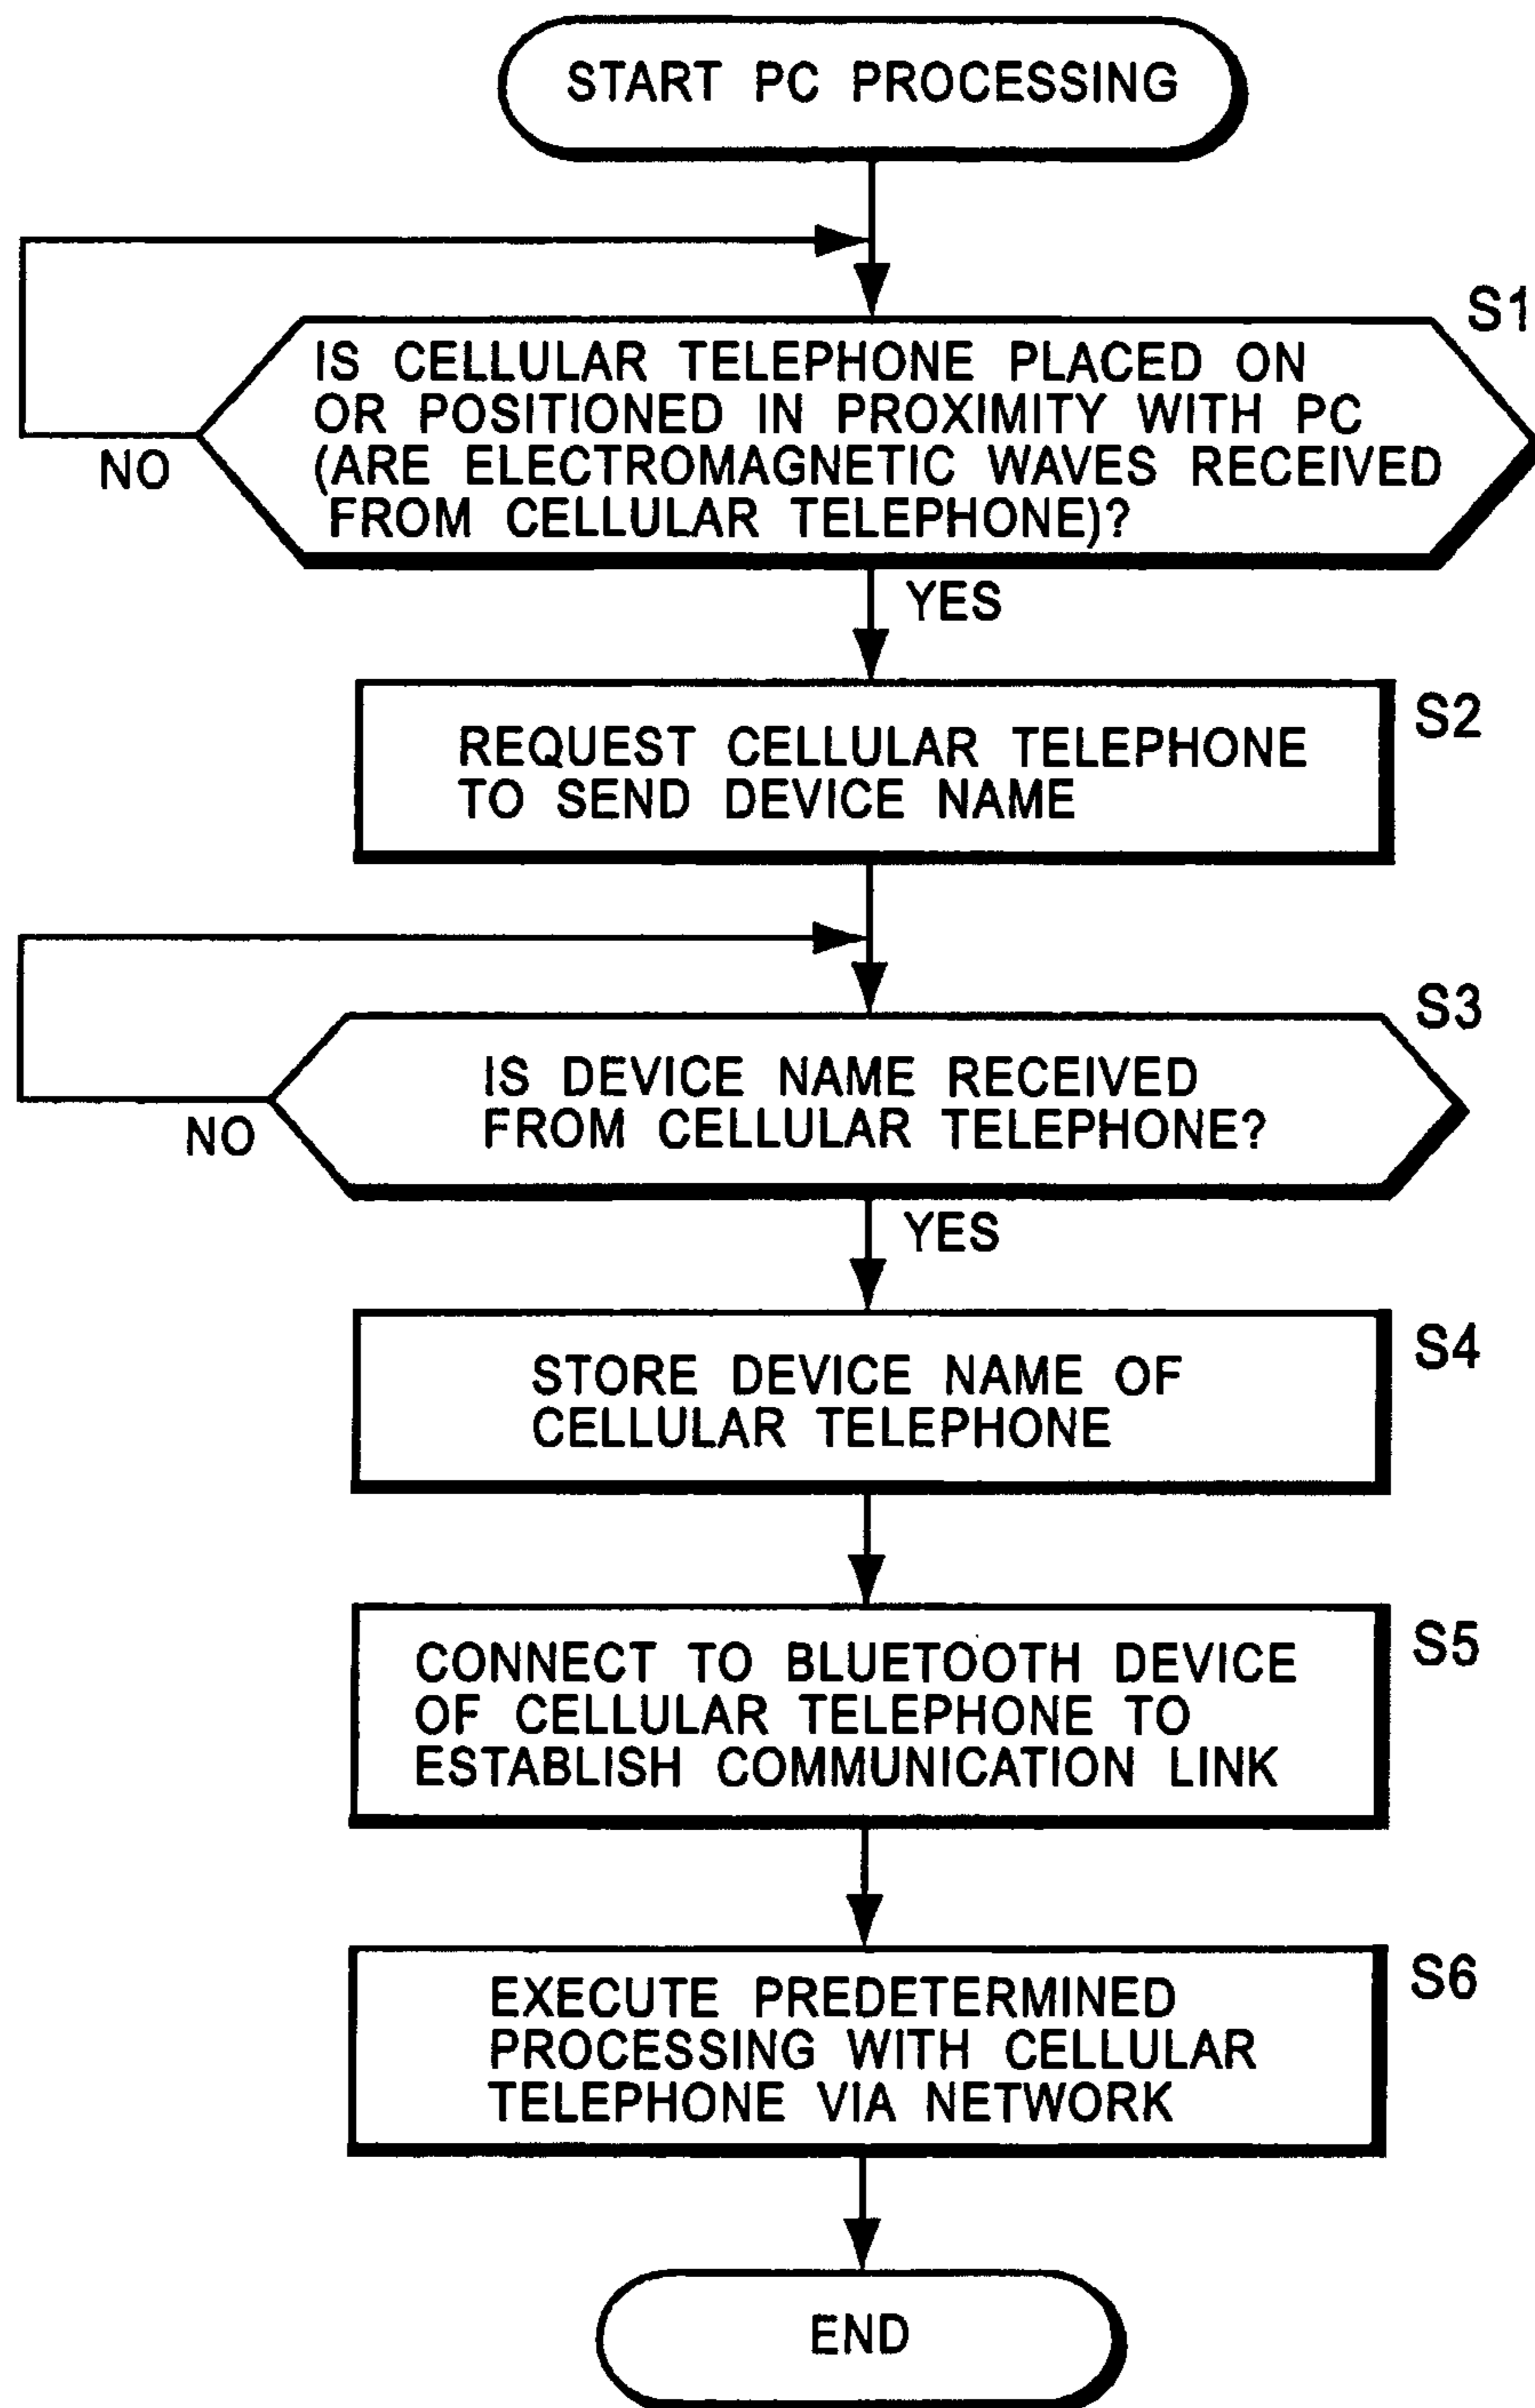 START PC PROCESSING
S1
IS CELLULAR TELEPHONE PLACED ON
OR POSITIONED IN PROXIMITY WITH PC
(ARE ELECTROMAGNETIC WAVES RECEIVED
FROM CELLULAR TELEPHONE)?
NO
YES
S2
REQUEST CELLULAR TELEPHONE
TO SEND DEVICE NAME
S3
IS DEVICE NAME RECEIVED
FROM CELLULAR TELEPHONE?
NO
YES
S4
STORE DEVICE NAME OF
CELLULAR TELEPHONE
S5
CONNECT TO BLUETOOTH DEVICE
OF CELLULAR TELEPHONE TO
ESTABLISH COMMUNICATION LINK
S6
EXECUTE PREDETERMINED
PROCESSING WITH CELLULAR
TELEPHONE VIA NETWORK
END